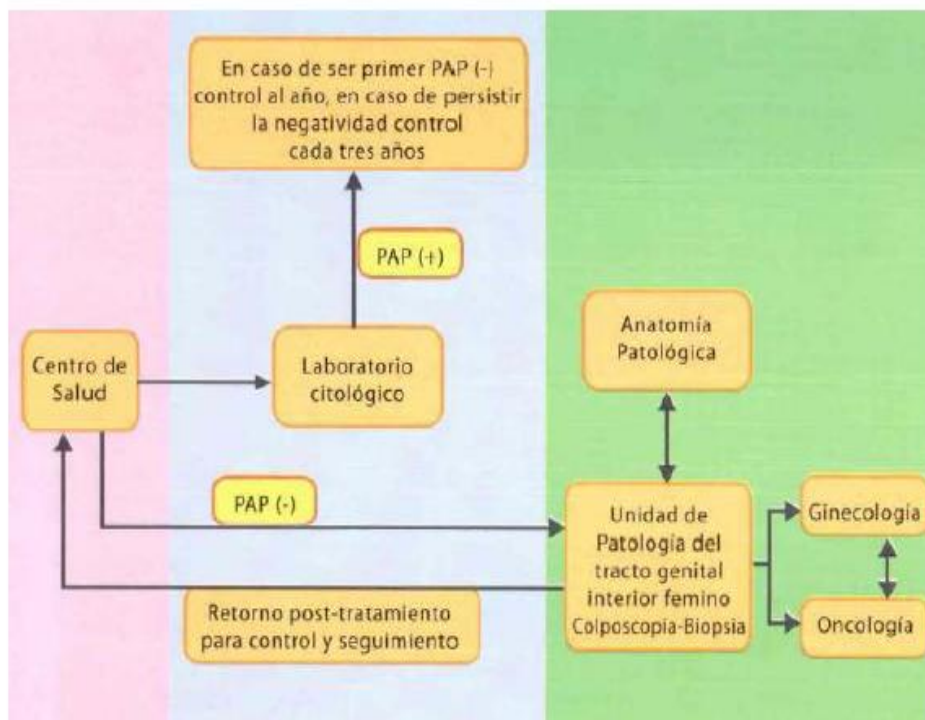 En caso de ser primer PAP (-)
control al año, en caso de persistir
la negatividad control
cada tres años
PAP (+)
Anatomía
Patológica
Centro de
Salud
Laboratorio
citológico
PAP (-)
Unidad de
Patología del
tracto genital
interior femino
Colposcopia-Biopsia
Ginecología
Oncología
Retorno post-tratamiento
para control y seguimiento